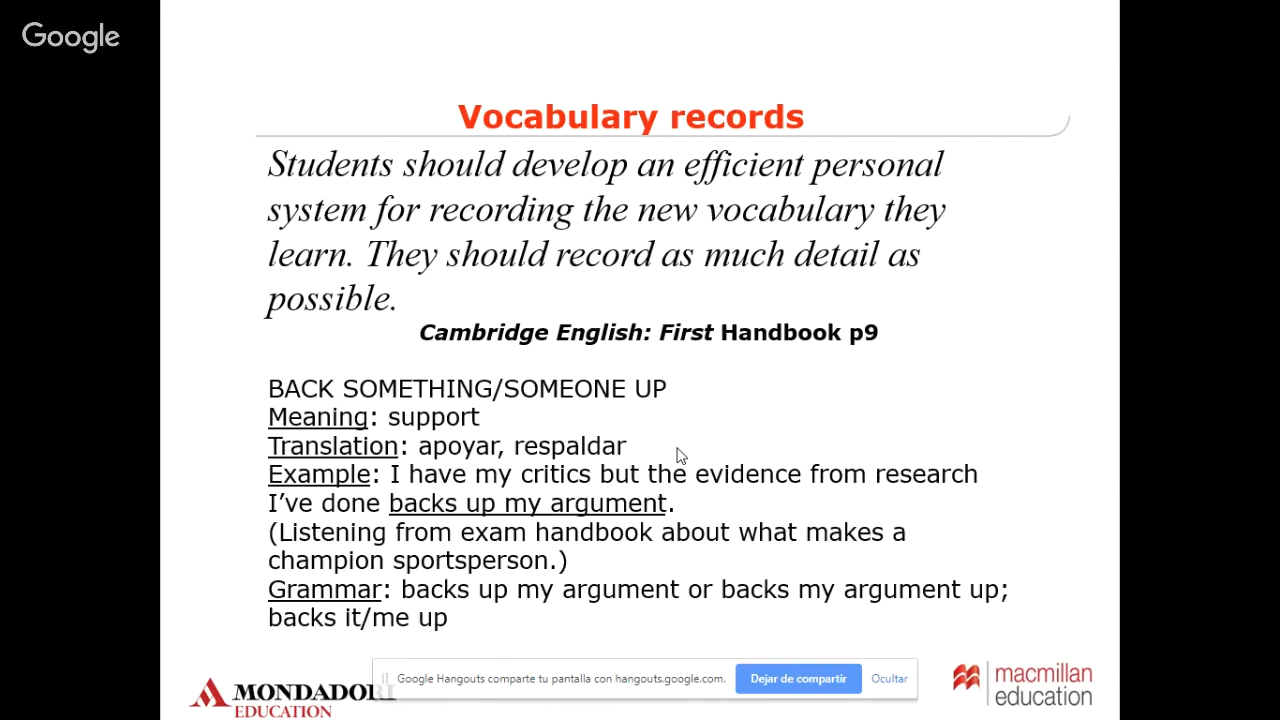 Google
Vocabulary records
Students should develop an efficient personal
system for recording the new vocabulary they
learn. They should record as much detail as
possible.
Cambridge English: First Handbook p9
BACK SOMETHING/SOMEONE UP
Meaning: support
Translation: apoyar, respaldar
Example: I have my critics but the evidence from research
I've done backs up my argument.
(Listening from exam handbook about what makes a
champion sportsperson.)
Grammar: backs up my argument or backs my argument up;
backs it/me up
MONDADORI
EDUCATION
Google Hangouts comparte tu pantalla con hangouts.google.com.
Dejar de compartir
Ocultar
macmillan
education